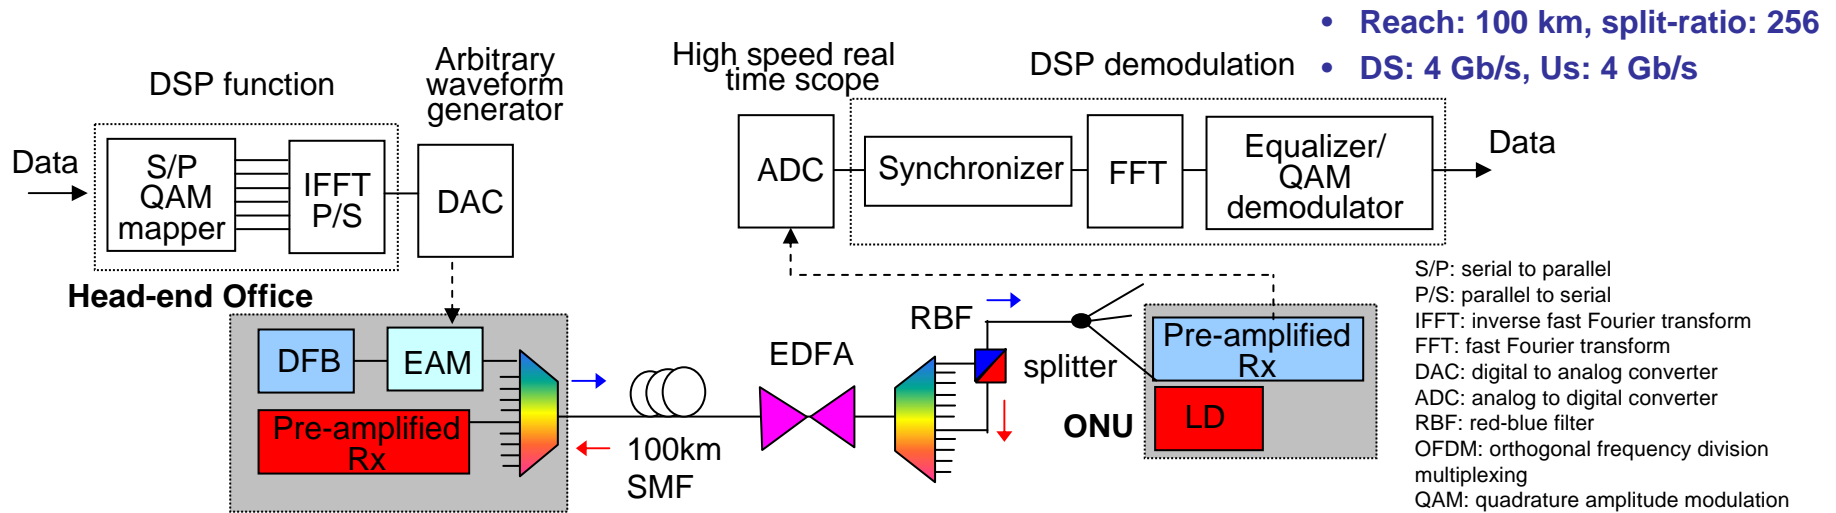 • Reach: 100 km, split-ratio: 256
• DS: 4 Gb/s, Us: 4 Gb/s
DSP function
Arbitrary
waveform
generator
High speed real
time scope
DSP demodulation
Data
S/P
QAM
mapper
IFFT
P/S
DAC
ADC
Synchronizer
FFT
Equalizer/
QAM
demodulator
Data
Head-end Office
DFB
EAM
Pre-amplified
Rx
100km
SMF
EDFA
RBF
splitter
ONU
Pre-amplified
Rx
LD
S/P: serial to parallel
P/S: parallel to serial
IFFT: inverse fast Fourier transform
FFT: fast Fourier transform
DAC: digital to analog converter
ADC: analog to digital converter
RBF: red-blue filter
OFDM: orthogonal frequency division
multiplexing
QAM: quadrature amplitude modulation